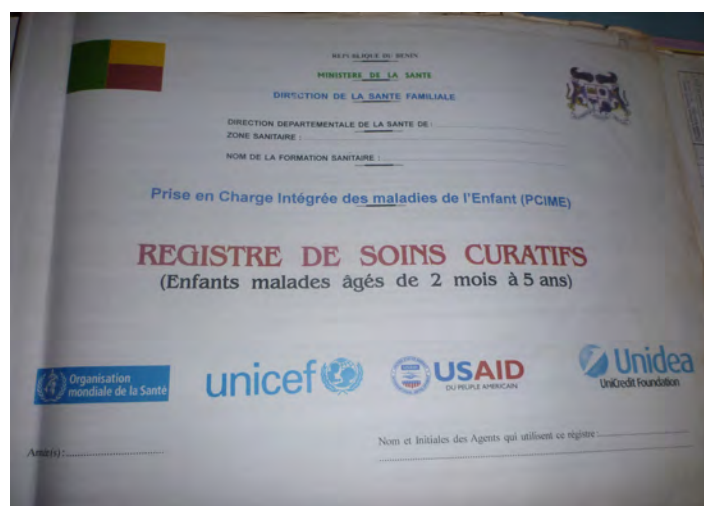 REPUBLIQUE DU BENIN
MINISTERE DE LA SANTE
DIRECTION DE LA SANTE FAMILIALE
DIRECTION DEPARTEMENTALE DE LA SANTE DE :
ZONE SANITAIRE :
NOM DE LA FORMATION SANITAIRE :
Prise en Charge Intégrée des maladies de l'Enfant (PCIME)
REGISTRE DE SOINS CURATIFS
(Enfants malades âgés de 2 mois à 5 ans)
Organisation
mondiale de la Santé
unicef
USAID
DU PEUPLE AMERICAIN
Unidea
UniCredit Foundation
Nom et Initiales des Agents qui utilisent ce régistre :